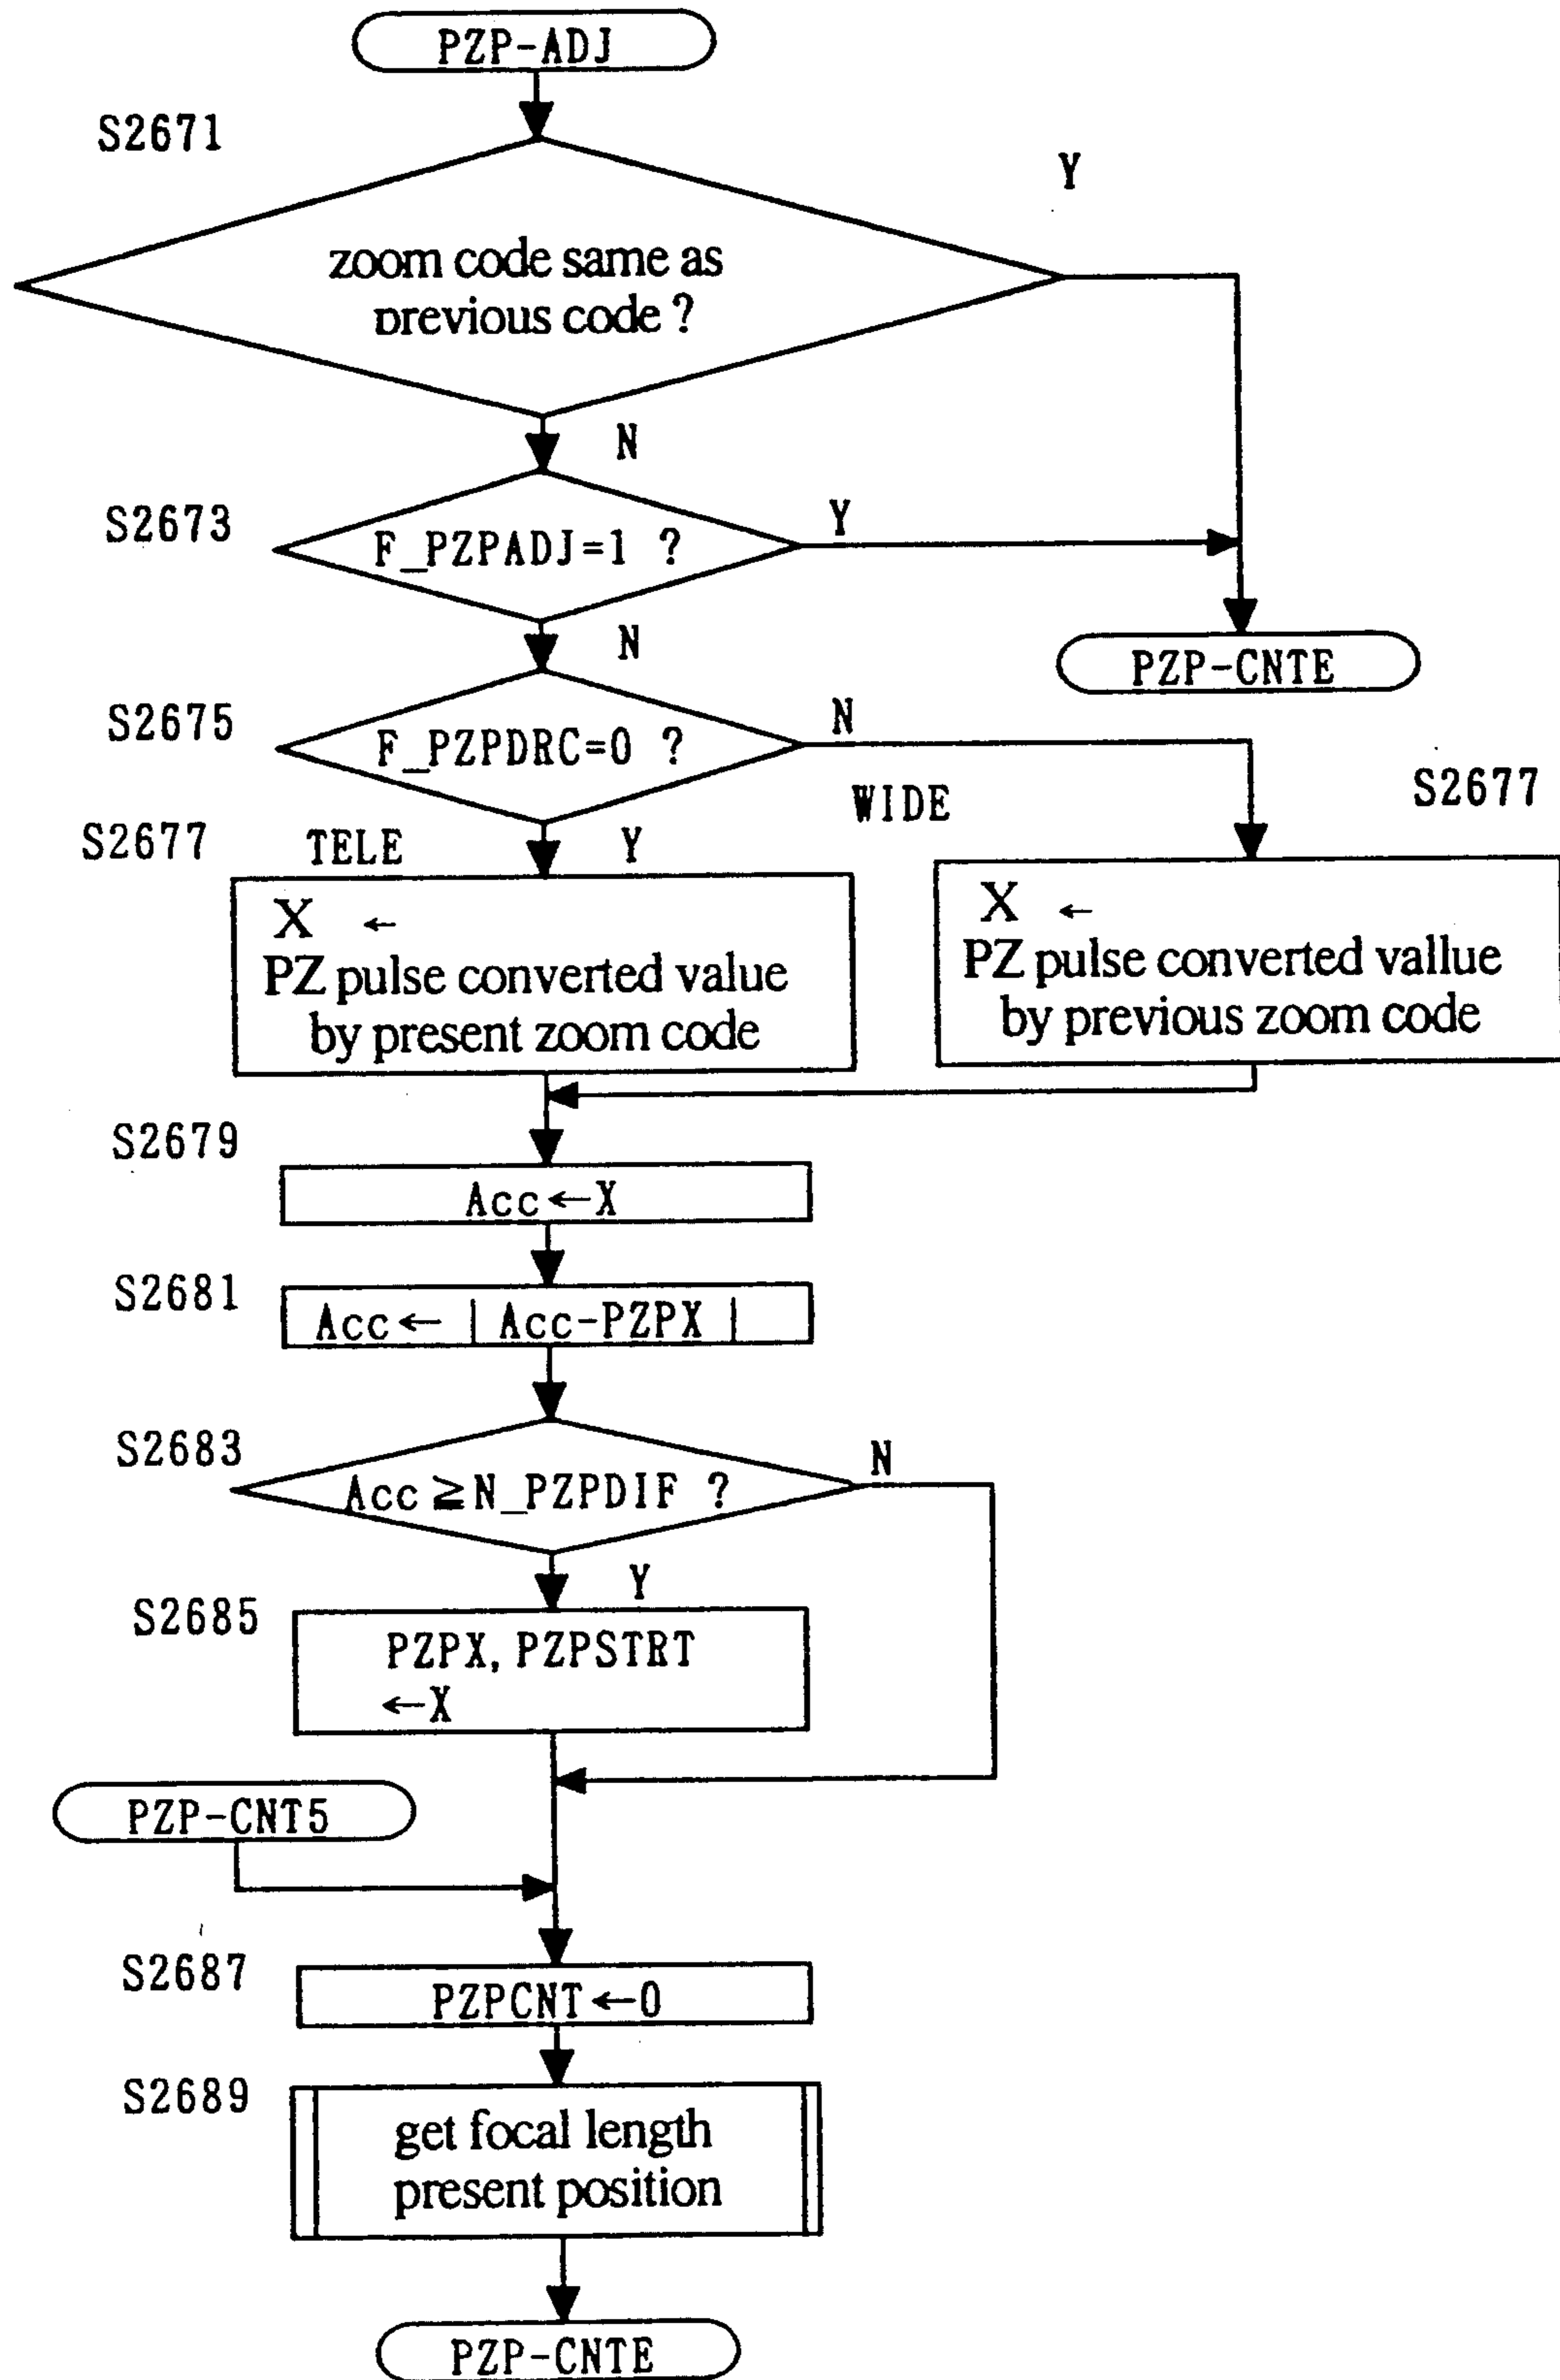 PZP-ADJ
S2671
Y
zoom code same as
previous code ?
N
S2673
Y
F_PZPADJ=1 ?
N
PZP-CNTE
S2675
N
F_PZPDRC=0 ?
WIDE
S2677
S2677
TELE
Y
X ←
PZ pulse converted value
by present zoom code
X ←
PZ pulse converted vallue
by previous zoom code
S2679
Acc←X
S2681
Acc← | Acc-PZPX |
S2683
N
Acc≧N_PZPDIF ?
Y
S2685
PZPX, PZPSTRT
←X
PZP-CNT5
S2687
PZPCNT←0
S2689
get focal length
present position
PZP-CNTE